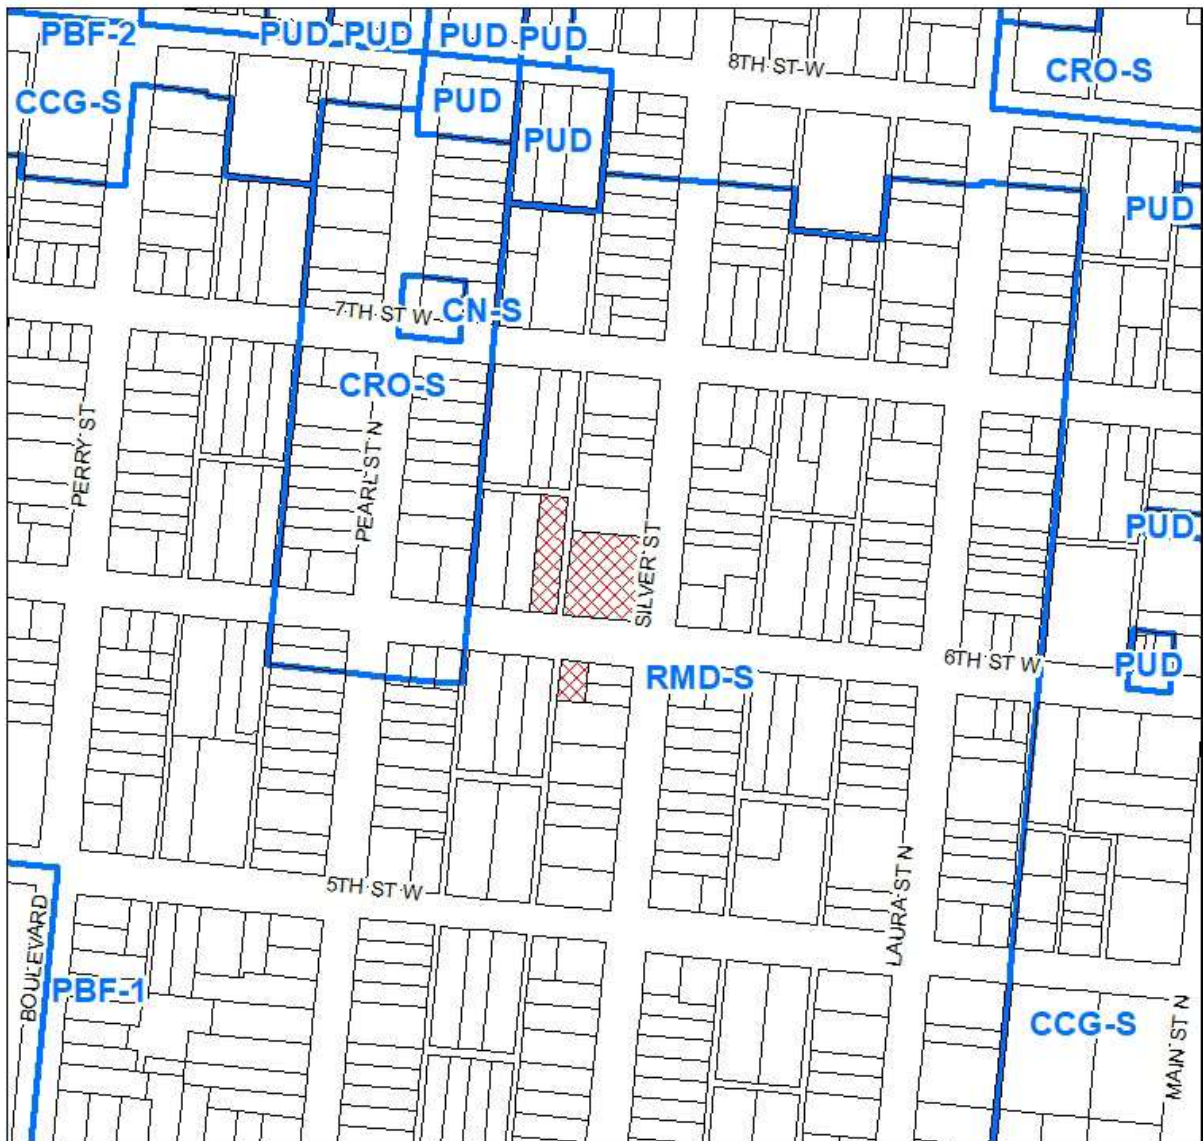 PBF-2
PUD
PUD
PUD
PUD
8TH ST W
CRO-S
CCG-S
PUD
PUD
PUD
7TH ST W
CN-S
CRO-S
PERRY ST
PEARL ST N
SILVER ST
PUD
6TH ST W
PUD
RMD-S
5TH ST W
LAURA ST N
BOULEVARD
PBF-1
CCG-S
MAIN ST N